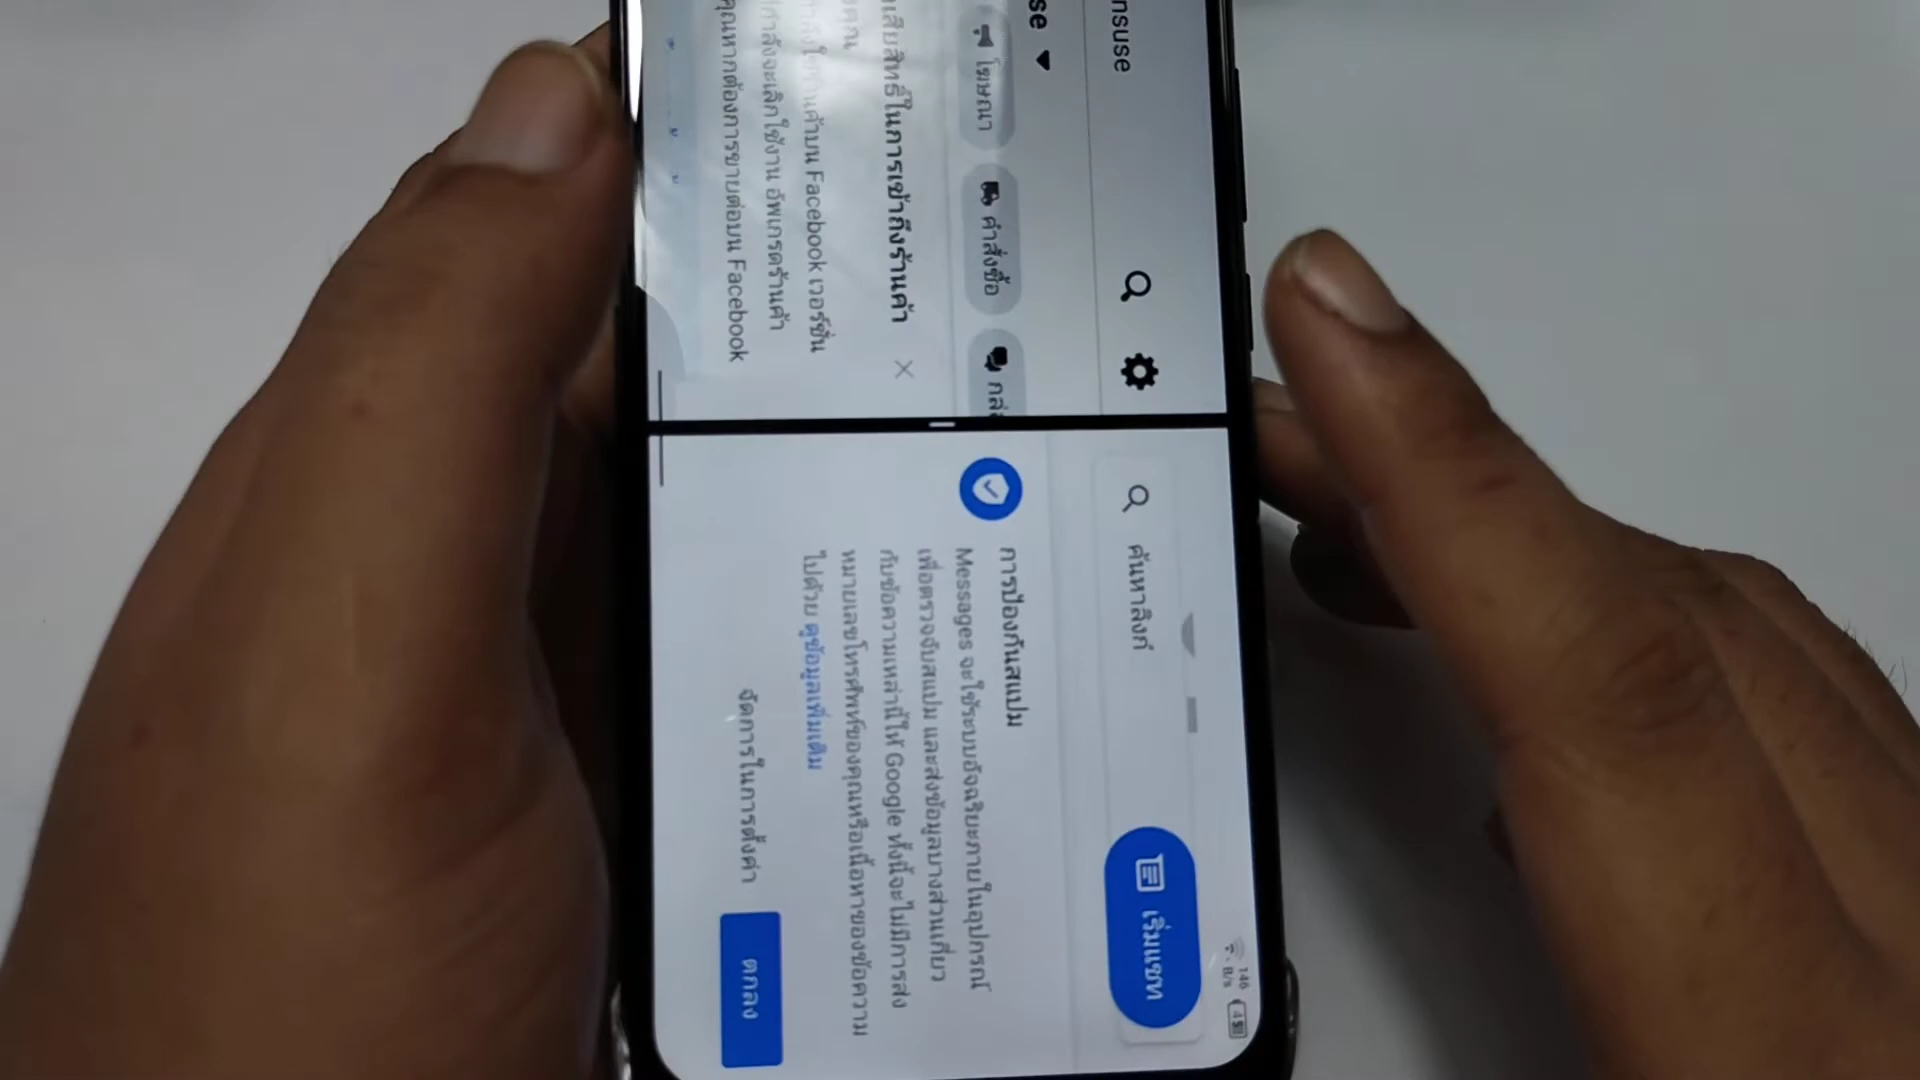 nsuse
se
โฆษณา
คำสั่งซื้อ
เสียสิทธิ์ในการเข้าถึงร้านค้า
Facebook เวอร์ชั่น
กำลังจะเลิกใช้งาน อัพเกรดร้านค้า
คุณหากต้องการขายต่อบน Facebook
ค้นหาลิงก์
การป้องกันสแปม
Messages จะใช้ระบบอัจฉริยะภายในอุปกรณ์
เพื่อตรวจจับสแปม และส่งข้อมูลบางส่วนเกี่ยว
กับข้อความเหล่านี้ให้ Google ทั้งนี้จะไม่มีการส่ง
หมายเลขโทรศัพท์ของคุณหรือเนื้อหาของข้อความ
ไปด้วย ดูข้อมูลเพิ่มเติม
จัดการในการตั้งค่า
ตกลง
เริ่มแชท
146
B/s